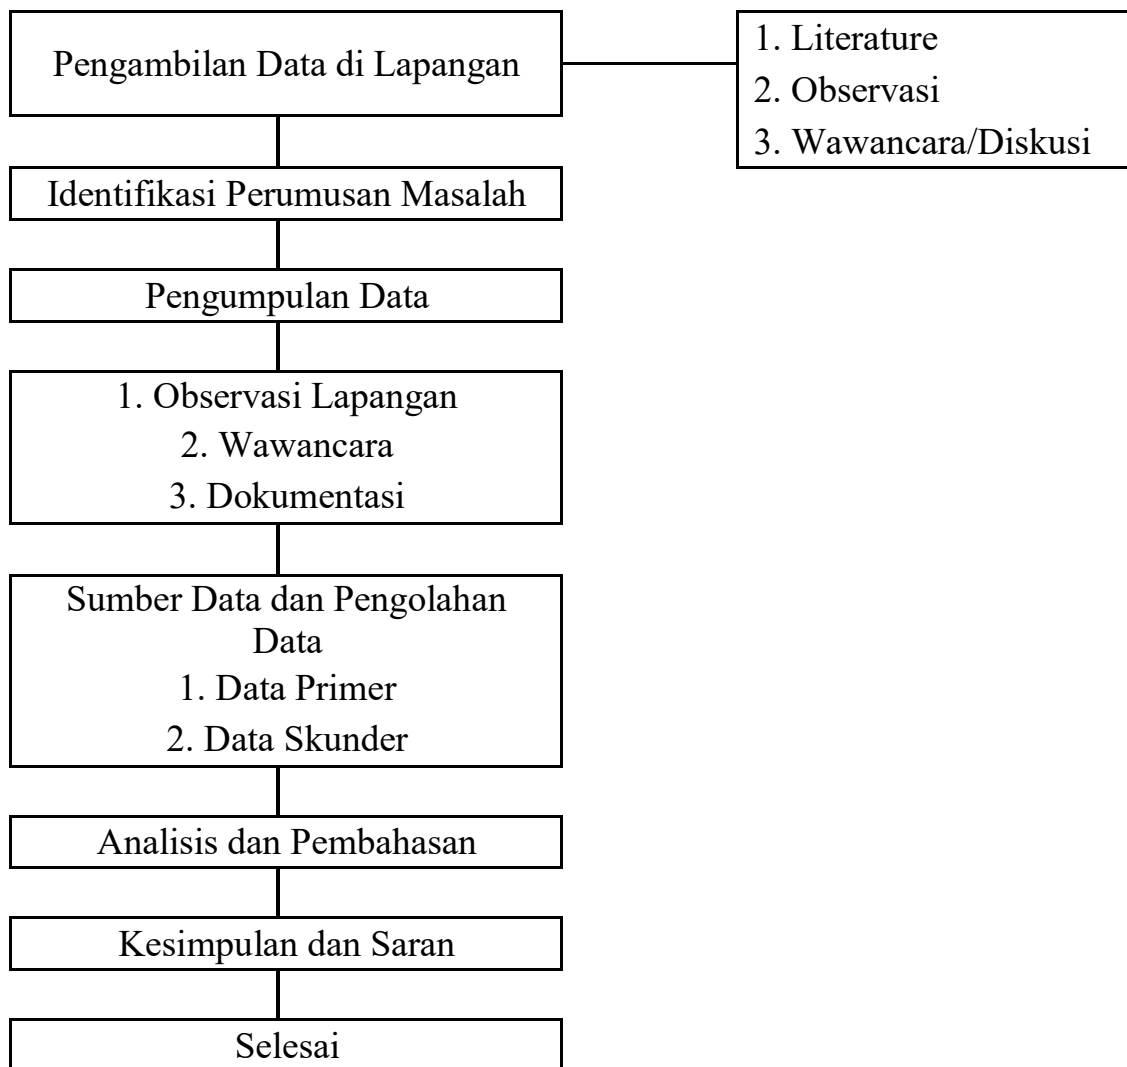 Pengambilan Data di Lapangan
1. Literature
2. Observasi
3. Wawancara/Diskusi
Identifikasi Perumusan Masalah
Pengumpulan Data
1. Observasi Lapangan
2. Wawancara
3. Dokumentasi
Sumber Data dan Pengolahan
Data
1. Data Primer
2. Data Skunder
Analisis dan Pembahasan
Kesimpulan dan Saran
Selesai